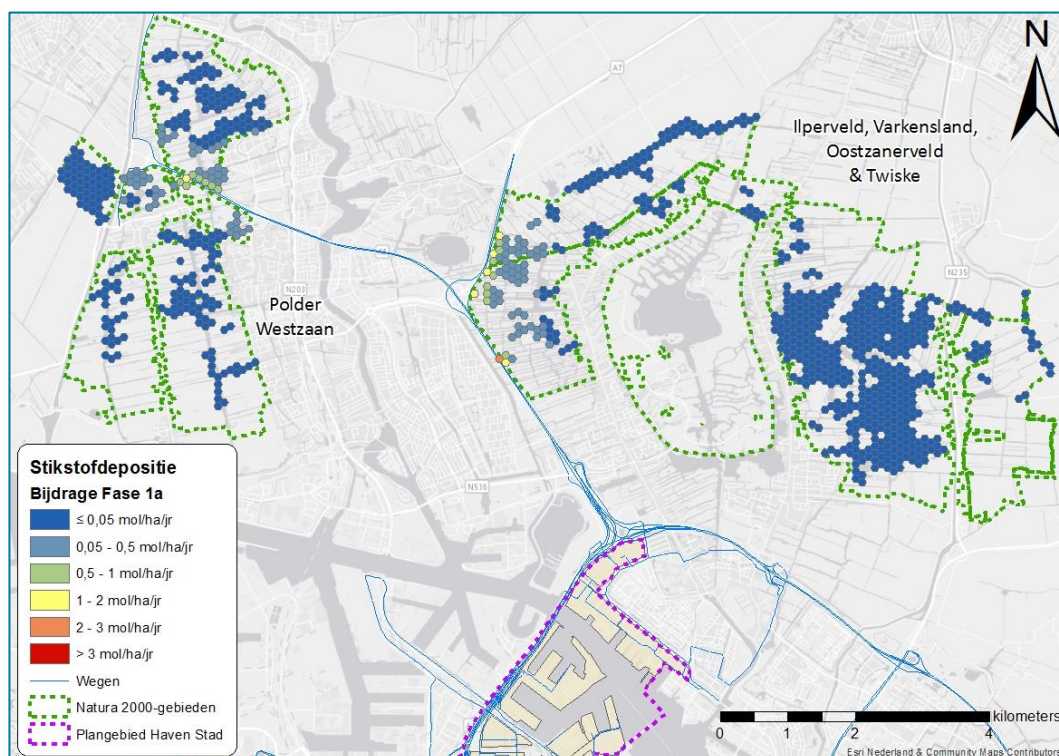 N
A7
Ilperveld, Varkensland,
Oostzanerveld
& Twiske
N235
N203
Polder
Westzaan
N516
Stikstofdepositie
Bijdrage Fase 1a
≤ 0,05 mol/ha/jr
0,05 - 0,5 mol/ha/jr
0,5 - 1 mol/ha/jr
1 - 2 mol/ha/jr
2 - 3 mol/ha/jr
> 3 mol/ha/jr
Wegen
Natura 2000-gebieden
Plangebied Haven Stad
kilometers
0 1 2 4
Esri Nederland & Community Maps Contributors